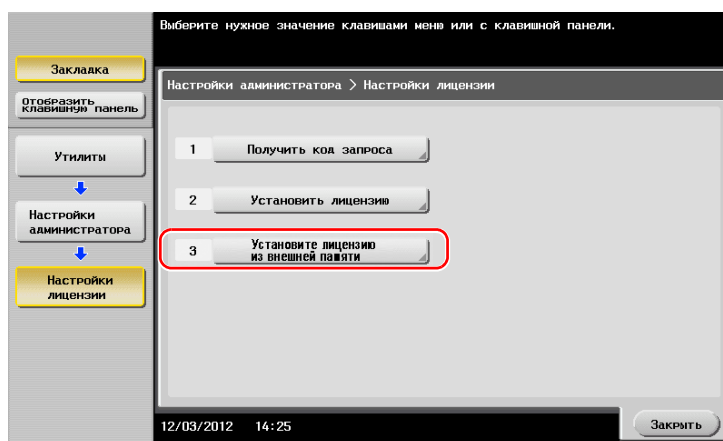 Выберите нужное значение клавишами меню или с клавишной панели.
Закладка
Отобразить
клавишную панель
Настройки администратора > Настройки лицензии
Утилиты
Настройки
администратора
Настройки
лицензии
1 Получить код запроса
2 Установить лицензию
3 Установите лицензию
из внешней памяти
12/03/2012 14:25
Закрыть